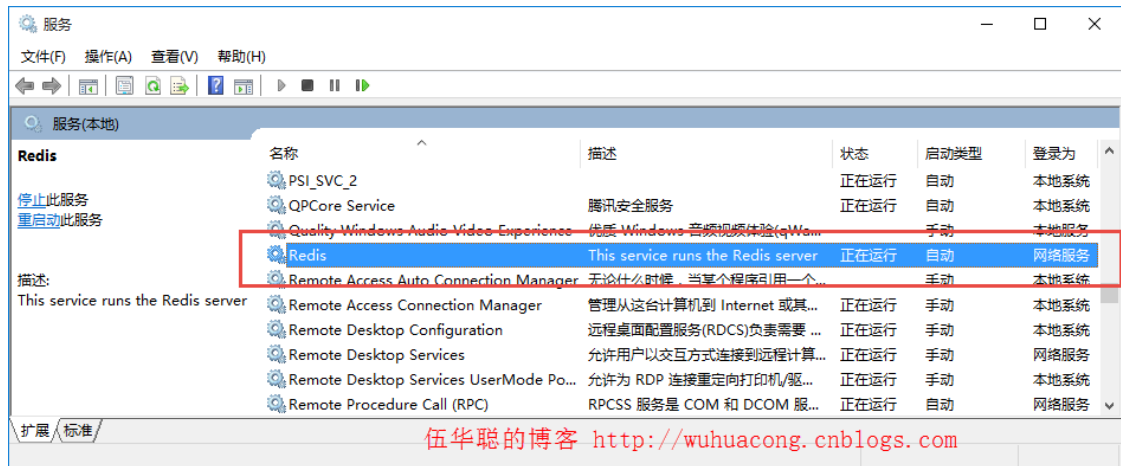 服务
文件(F) 操作(A) 查看(V) 帮助(H)
服务(本地)
Redis
停止此服务
重启动此服务
描述:
This service runs the Redis server
名称 描述 状态 启动类型 登录为
PSI_SVC_2 正在运行 自动 本地系统
QPCore Service 腾讯安全服务 正在运行 自动 本地系统
Quality Windows Audio Video Experience 优质 Windows 音频视频体验(qWa... 手动 本地服务
Redis This service runs the Redis server 正在运行 自动 网络服务
Remote Access Auto Connection Manager 无论什么时候，当某个程序引用一个... 手动 本地系统
Remote Access Connection Manager 管理从这台计算机到 Internet 或其... 正在运行 手动 本地系统
Remote Desktop Configuration 远程桌面配置服务(RDCS)负责需要 ... 正在运行 手动 本地系统
Remote Desktop Services 允许用户以交互方式连接到远程计算... 正在运行 手动 网络服务
Remote Desktop Services UserMode Po... 允许为 RDP 连接重定向打印机/驱... 正在运行 手动 本地系统
Remote Procedure Call (RPC) RPCSS 服务是 COM 和 DCOM 服... 正在运行 自动 网络服务
扩展 标准
伍华聪的博客 http://wuhuacong.cnblogs.com